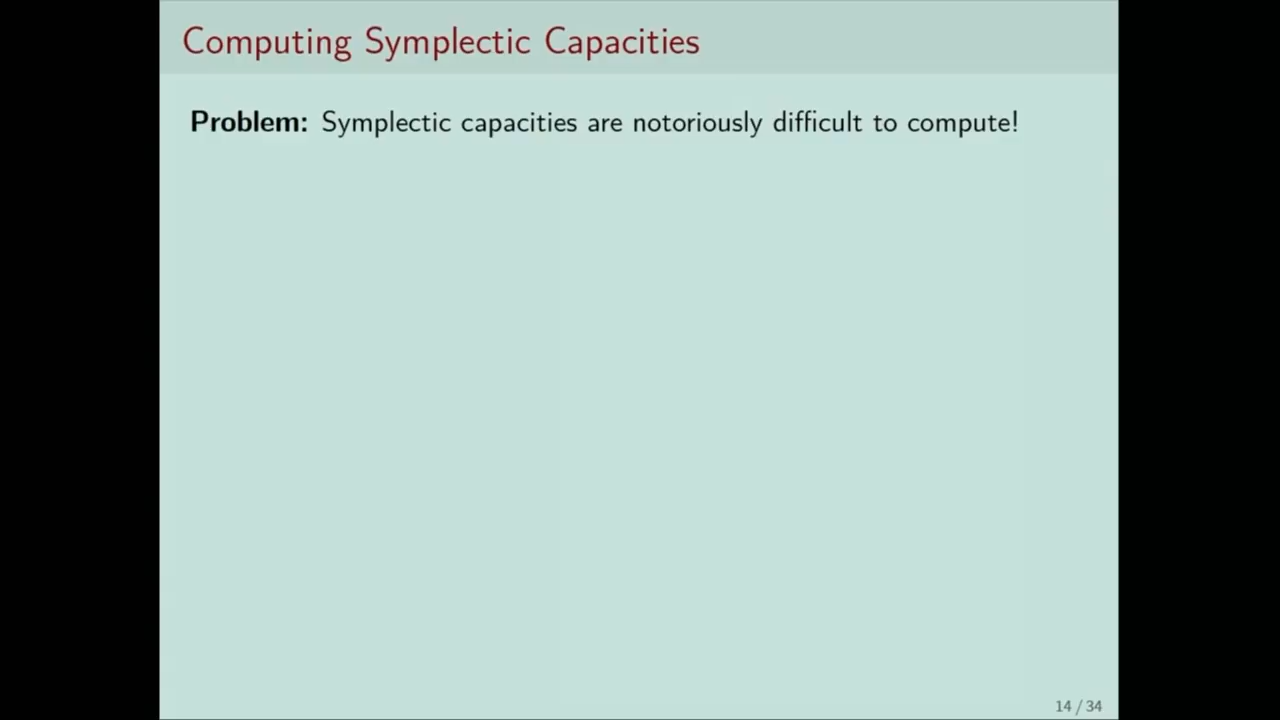 Computing Symplectic Capacities
Problem: Symplectic capacities are notoriously difficult to compute!
14 / 34